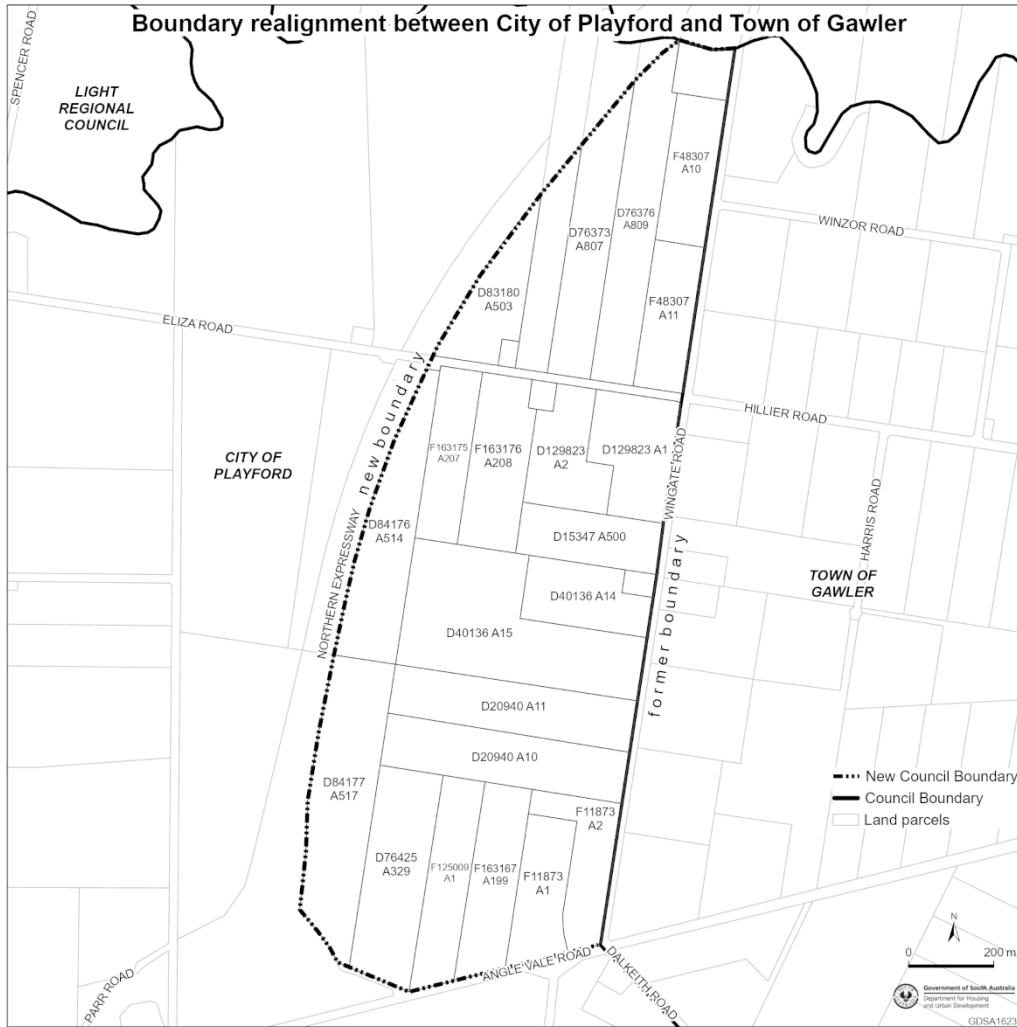 Boundary realignment between City of Playford and Town of Gawler
SPENCER ROAD
LIGHT
REGIONAL
COUNCIL
F48307
A10
D76376
A809
D76373
A807
WINZOR ROAD
D83180
A503
F48307
A11
ELIZA ROAD
new boundary
HILLIER ROAD
CITY OF
PLAYFORD
F163175
A207
F163176
A208
D129823
A2
D129823 A1
WINGATE ROAD
HARRIS ROAD
D84176
A514
D15347 A500
NORTHERN EXPRESSWAY
former boundary
TOWN OF
GAWLER
D40136 A14
D40136 A15
D20940 A11
D20940 A10
D84177
A517
New Council Boundary
Council Boundary
Land parcels
F11873
A2
D76425
A329
F125009
A1
F163167
A199
F11873
A1
N
0 200 m
ANGLE VALE ROAD
DALKEITH ROAD
PARR ROAD
Government of South Australia
Department for Housing
and Urban Development
GDSA1623